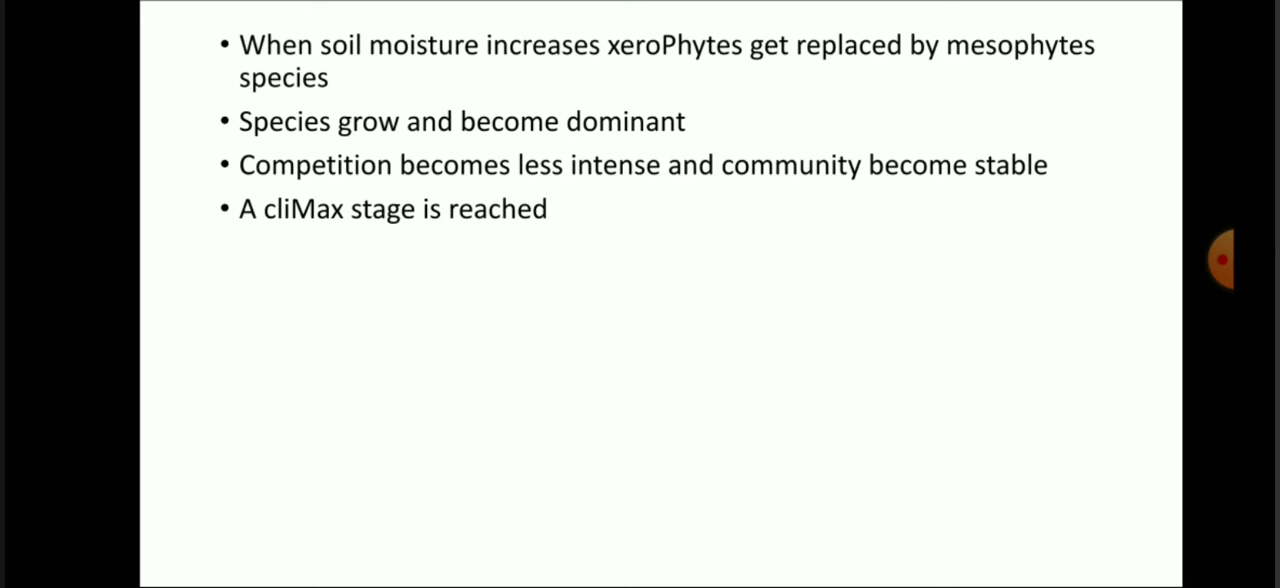 • When soil moisture increases xeroPhytes get replaced by mesophytes
species
• Species grow and become dominant
• Competition becomes less intense and community become stable
• A cliMax stage is reached